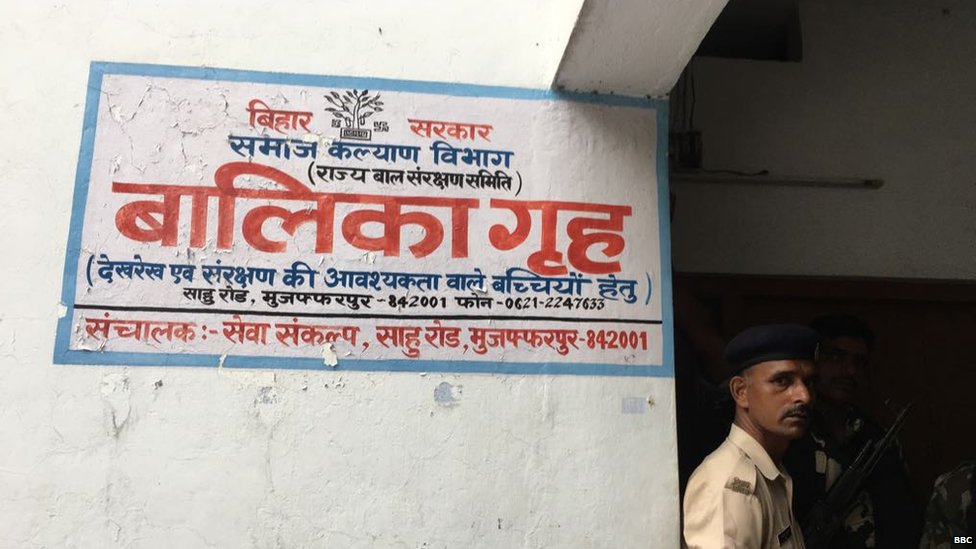 बिहार सरकार
समाज कल्याण विभाग
(राज्य बाल संरक्षण समिति)
बालिका गृह
(देखरेख एवं संरक्षण की आवश्यकता वाले बच्चियों हेतु)
साहु रोड, मुजफ्फरपुर -842001 फोन -0621-2247633
संचालक :- सेवा संकल्प, साहु रोड, मुजफ्फरपुर-842001
BBC